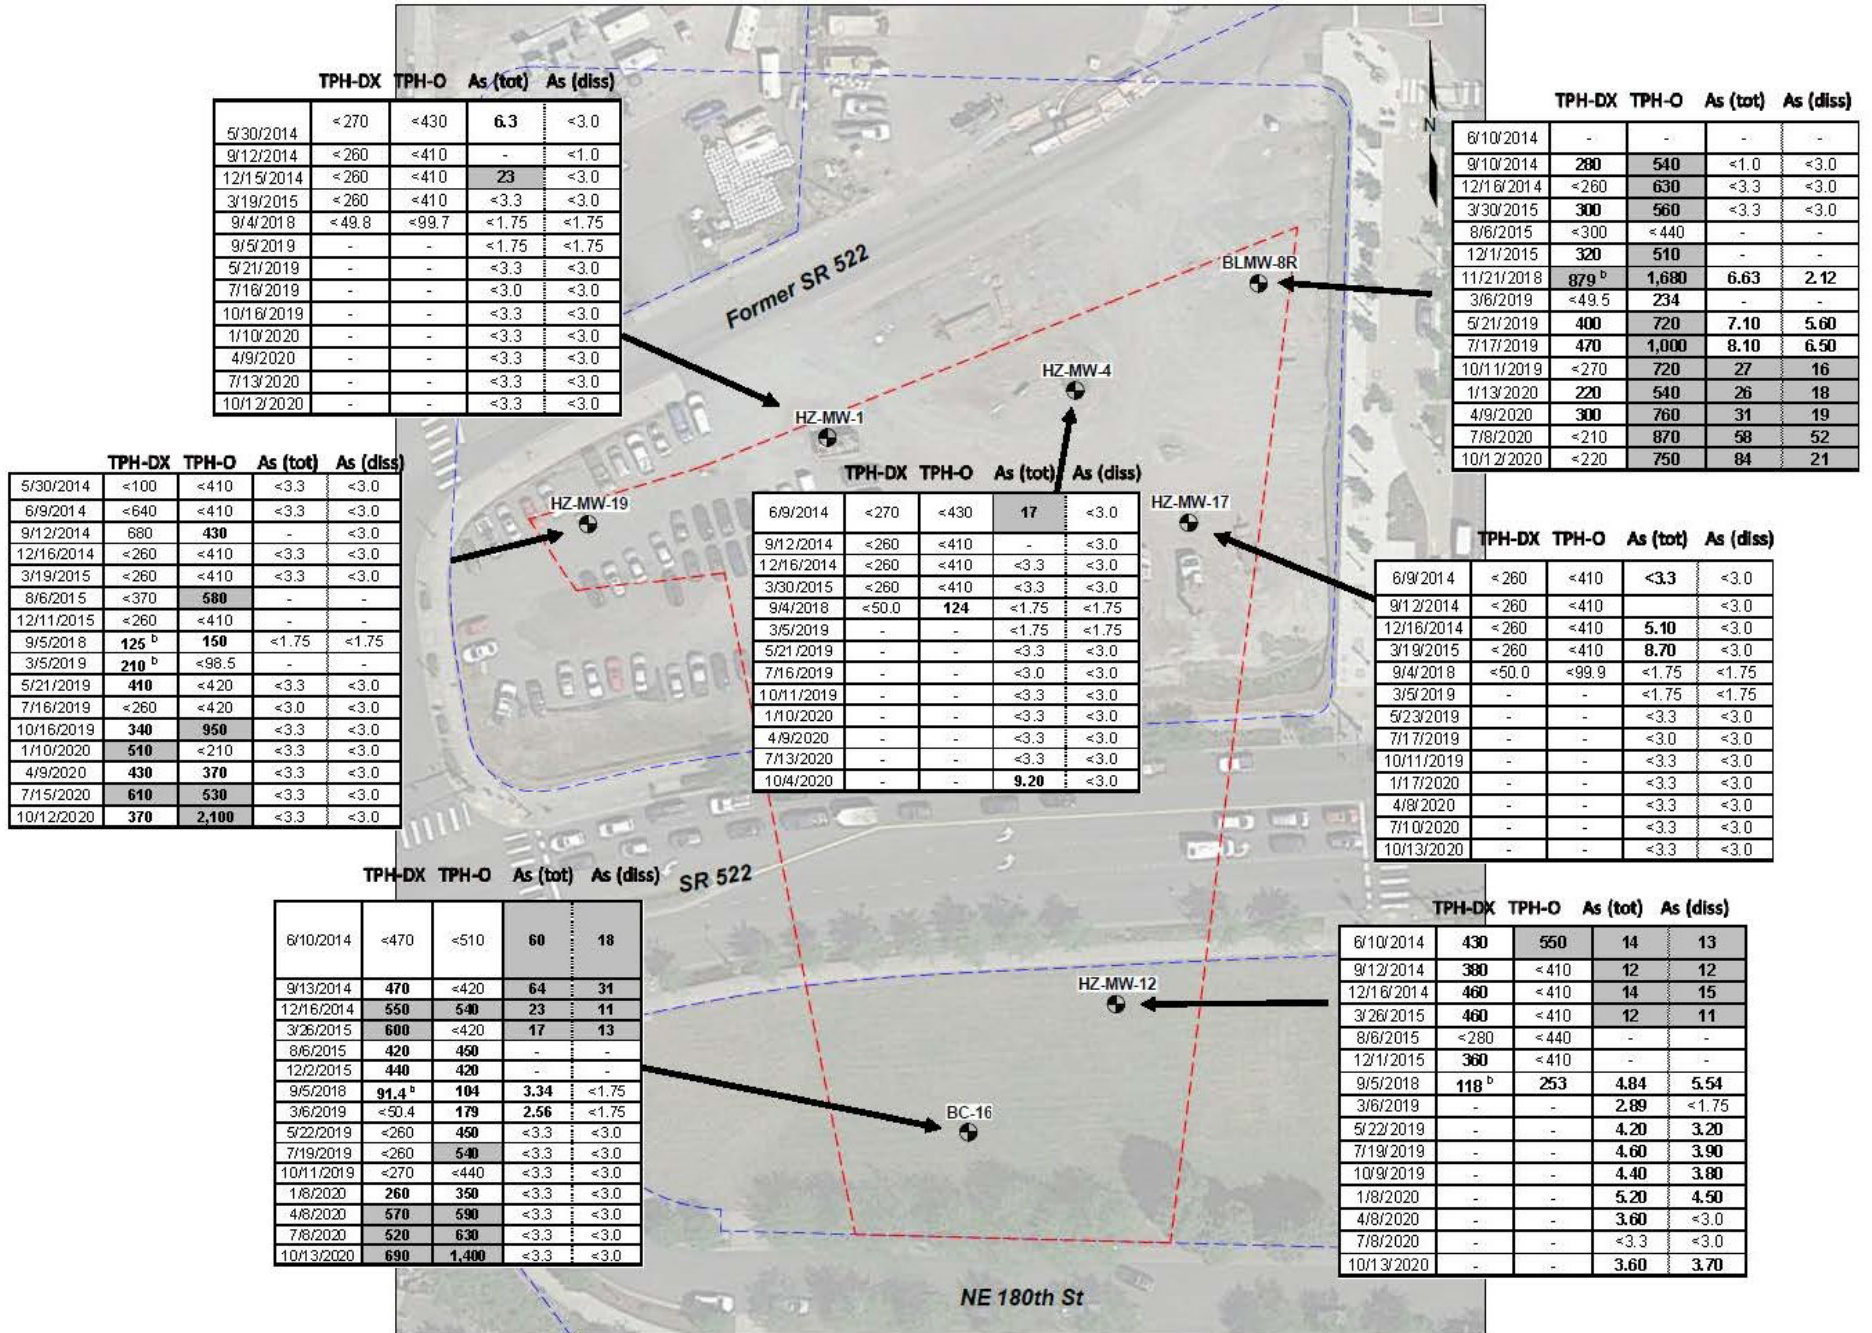 TPH-DX TPH-O As (tot) As (diss)
5/30/2014 <270 <430 6.3 <3.0
9/12/2014 <260 <410 - <1.0
12/15/2014 <260 <410 23 <3.0
3/19/2015 <260 <410 <3.3 <3.0
9/4/2018 <49.8 <99.7 <1.75 <1.75
9/5/2019 - - <1.75 <1.75
5/21/2019 - - <3.3 <3.0
7/16/2019 - - <3.0 <3.0
10/16/2019 - - <3.3 <3.0
1/10/2020 - - <3.3 <3.0
4/9/2020 - - <3.3 <3.0
7/13/2020 - - <3.3 <3.0
10/12/2020 - - <3.3 <3.0
N
TPH-DX TPH-O As (tot) As (diss)
6/10/2014 - - - -
9/10/2014 280 540 <1.0 <3.0
12/16/2014 <260 630 <3.3 <3.0
3/30/2015 300 560 <3.3 <3.0
8/6/2015 <300 <440 - -
12/1/2015 320 510 - -
11/21/2018 879 b 1,680 6.63 2.12
3/6/2019 <49.5 234 - -
5/21/2019 400 720 7.10 5.60
7/17/2019 470 1,000 8.10 6.50
10/11/2019 <270 720 27 16
1/13/2020 220 540 26 18
4/9/2020 300 760 31 19
7/8/2020 <210 870 58 52
10/12/2020 <220 750 84 21
Former SR 522
BLMW-8R
HZ-MW-4
HZ-MW-1
HZ-MW-19
HZ-MW-17
TPH-DX TPH-O As (tot) As (diss)
5/30/2014 <100 <410 <3.3 <3.0
6/9/2014 <640 <410 <3.3 <3.0
9/12/2014 680 430 - <3.0
12/16/2014 <260 <410 <3.3 <3.0
3/19/2015 <260 <410 <3.3 <3.0
8/6/2015 <370 580 - -
12/11/2015 <260 <410 - -
9/5/2018 125 b 150 <1.75 <1.75
3/5/2019 210 b <98.5 - -
5/21/2019 410 <420 <3.3 <3.0
7/16/2019 <260 <420 <3.0 <3.0
10/16/2019 340 950 <3.3 <3.0
1/10/2020 510 <210 <3.3 <3.0
4/9/2020 430 370 <3.3 <3.0
7/15/2020 610 530 <3.3 <3.0
10/12/2020 370 2,100 <3.3 <3.0
TPH-DX TPH-O As (tot) As (diss)
6/9/2014 <270 <430 17 <3.0
9/12/2014 <260 <410 - <3.0
12/16/2014 <260 <410 <3.3 <3.0
3/30/2015 <260 <410 <3.3 <3.0
9/4/2018 <50.0 124 <1.75 <1.75
3/5/2019 - - <1.75 <1.75
5/21/2019 - - <3.3 <3.0
7/16/2019 - - <3.0 <3.0
10/11/2019 - - <3.3 <3.0
1/10/2020 - - <3.3 <3.0
4/9/2020 - - <3.3 <3.0
7/13/2020 - - <3.3 <3.0
10/4/2020 - - 9.20 <3.0
TPH-DX TPH-O As (tot) As (diss)
6/9/2014 <260 <410 <3.3 <3.0
9/12/2014 <260 <410 <3.0
12/16/2014 <260 <410 5.10 <3.0
3/19/2015 <260 <410 8.70 <3.0
9/4/2018 <50.0 <99.9 <1.75 <1.75
3/5/2019 - - <1.75 <1.75
5/23/2019 - - <3.3 <3.0
7/17/2019 - - <3.0 <3.0
10/11/2019 - - <3.3 <3.0
1/17/2020 - - <3.3 <3.0
4/8/2020 - - <3.3 <3.0
7/10/2020 - - <3.3 <3.0
10/13/2020 - - <3.3 <3.0
SR 522
TPH-DX TPH-O As (tot) As (diss)
6/10/2014 <470 <510 60 18
9/13/2014 470 <420 64 31
12/16/2014 550 540 23 11
3/26/2015 600 <420 17 13
8/6/2015 420 450 - -
12/2/2015 440 420 - -
9/5/2018 91.4 b 104 3.34 <1.75
3/6/2019 <50.4 179 2.56 <1.75
5/22/2019 <260 450 <3.3 <3.0
7/19/2019 <260 540 <3.3 <3.0
10/11/2019 <270 <440 <3.3 <3.0
1/8/2020 260 350 <3.3 <3.0
4/8/2020 570 590 <3.3 <3.0
7/8/2020 520 630 <3.3 <3.0
10/13/2020 690 1,400 <3.3 <3.0
HZ-MW-12
BC-16
TPH-DX TPH-O As (tot) As (diss)
6/10/2014 430 550 14 13
9/12/2014 380 <410 12 12
12/16/2014 460 <410 14 15
3/26/2015 460 <410 12 11
8/6/2015 <280 <440 - -
12/1/2015 360 <410 - -
9/5/2018 118 b 253 4.84 5.54
3/6/2019 - - 2.89 <1.75
5/22/2019 - - 4.20 3.20
7/19/2019 - - 4.60 3.90
10/9/2019 - - 4.40 3.80
1/8/2020 - - 5.20 4.50
4/8/2020 - - 3.60 <3.0
7/8/2020 - - <3.3 <3.0
10/13/2020 - - 3.60 3.70
NE 180th St